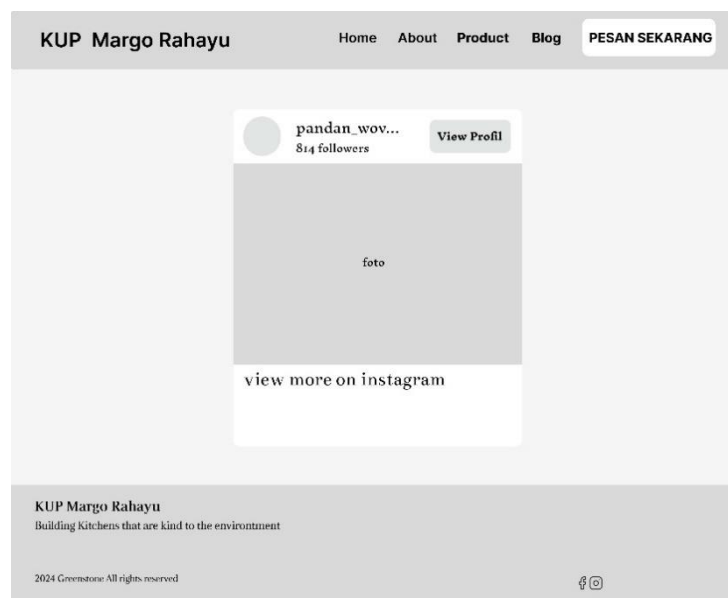 KUP Margo Rahayu
Home About Product Blog PESAN SEKARANG
pandan_wov...
814 followers
View Profil
foto
view more on instagram
KUP Margo Rahayu
Building Kitchens that are kind to the environtment
2024 Greenstone All rights reserved